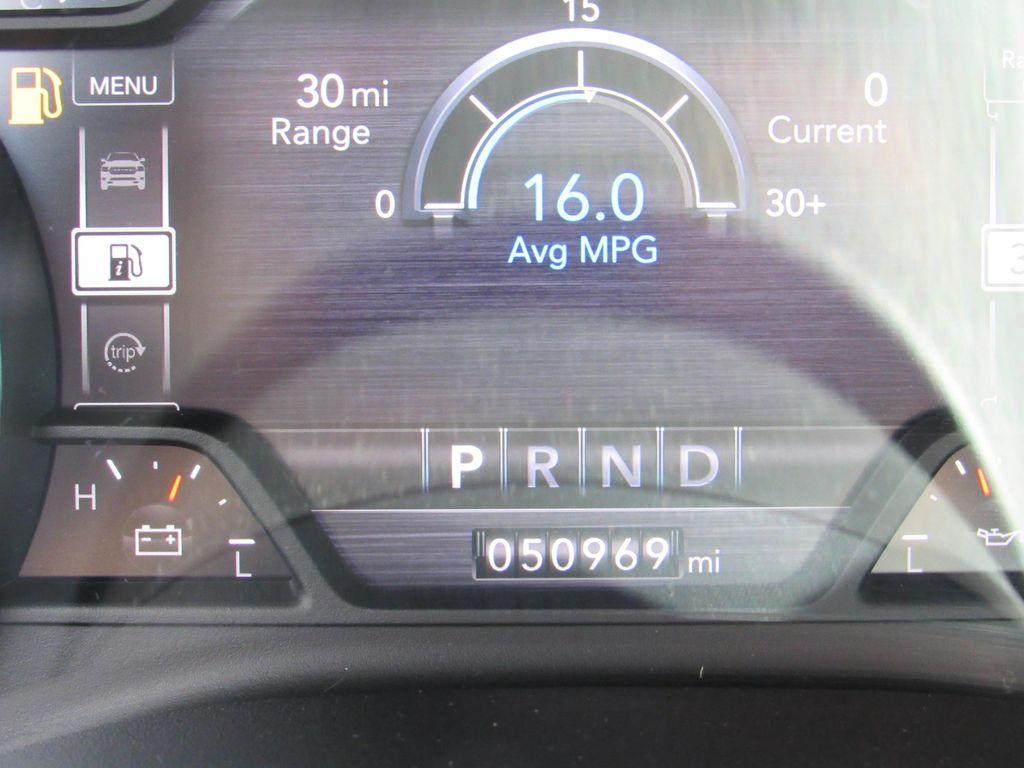 15
MENU
30 mi
Range
0
Current
0
16.0
30+
Avg MPG
i
trip
P R N D
H
L
050969 mi
L